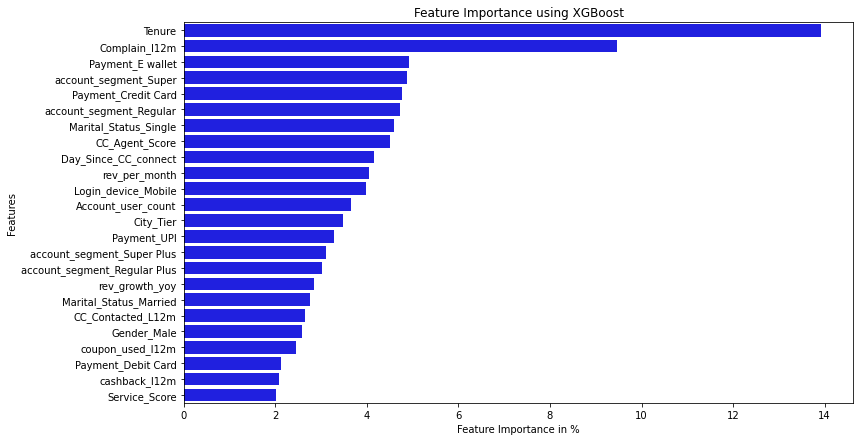 Feature Importance using XGBoost
Features
Tenure
Complain_l12m
Payment_E wallet
account_segment_Super
Payment_Credit Card
account_segment_Regular
Marital_Status_Single
CC_Agent_Score
Day_Since_CC_connect
rev_per_month
Login_device_Mobile
Account_user_count
City_Tier
Payment_UPI
account_segment_Super Plus
account_segment_Regular Plus
rev_growth_yoy
Marital_Status_Married
CC_Contacted_L12m
Gender_Male
coupon_used_l12m
Payment_Debit Card
cashback_l12m
Service_Score
0 2 4 6 8 10 12 14
Feature Importance in %